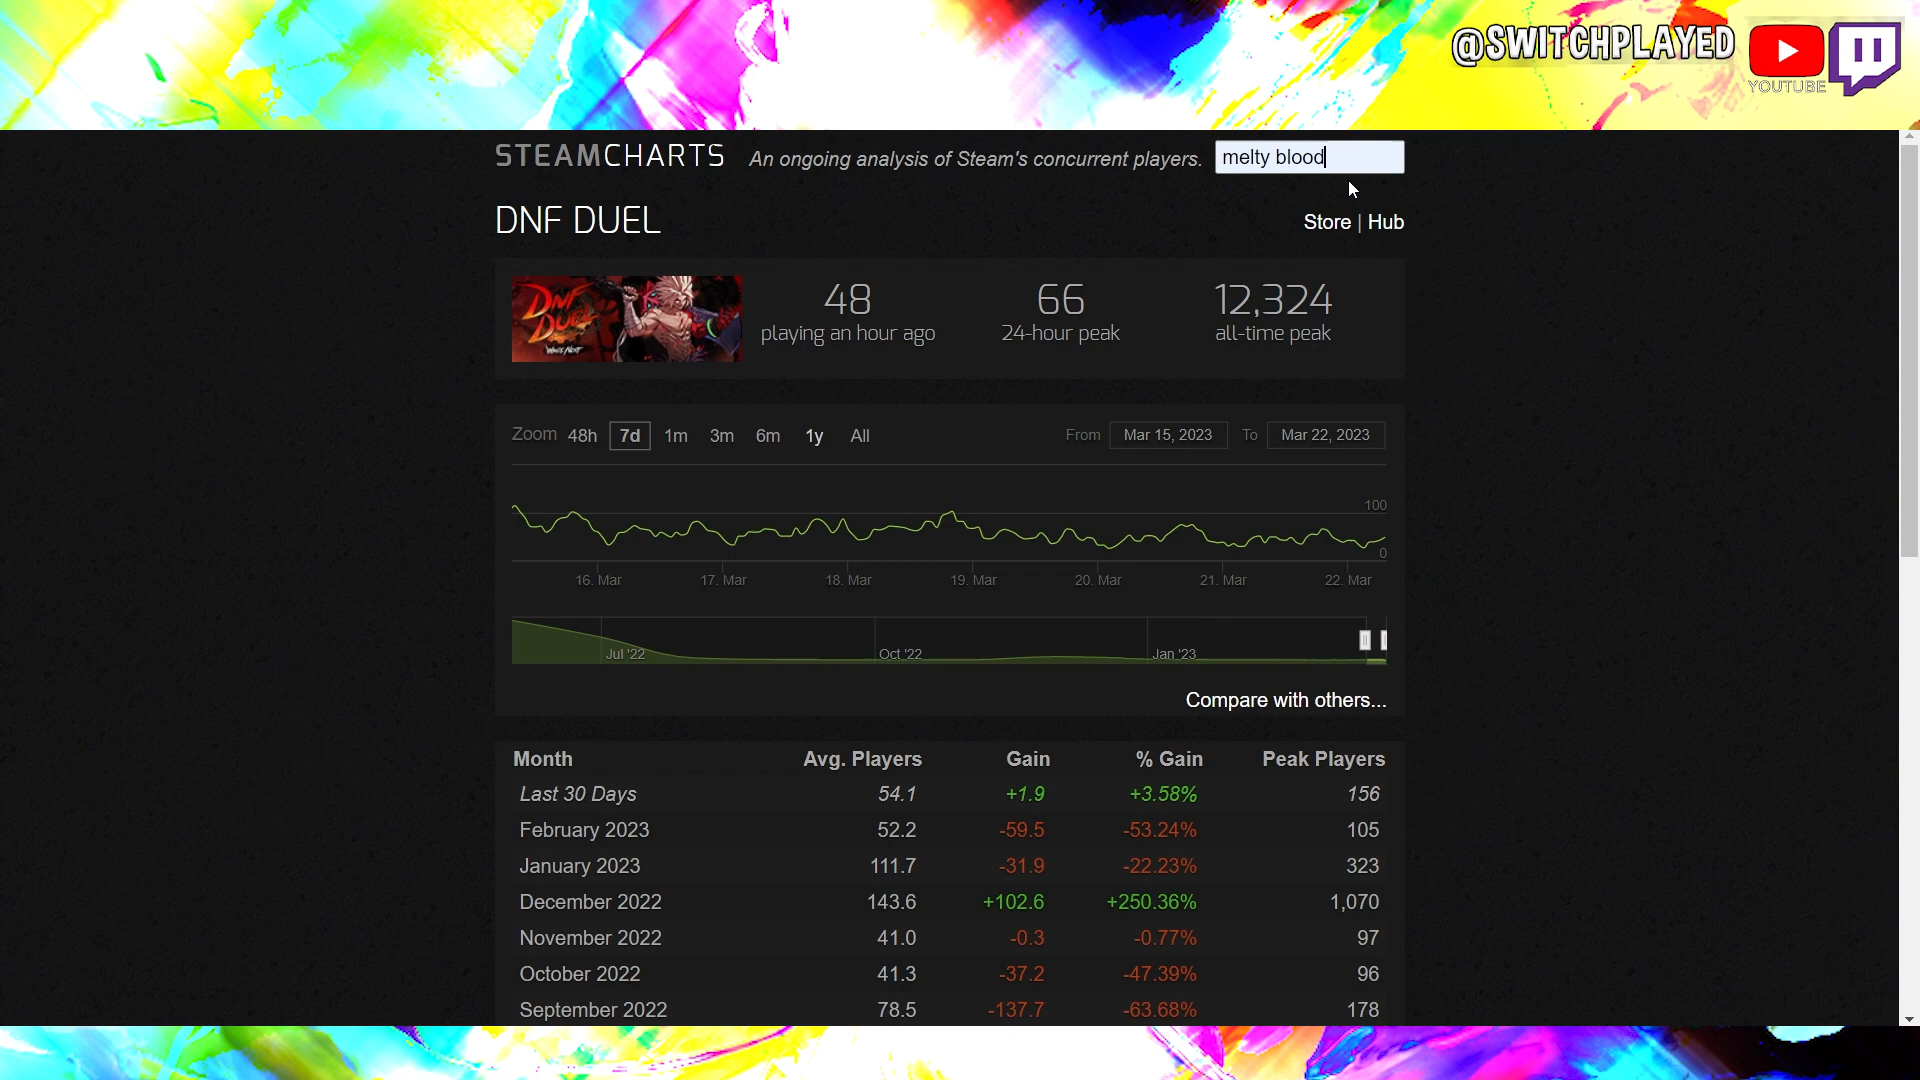 @SWITCHPLAYED
YOUTUBE
STEAMCHARTS An ongoing analysis of Steam's concurrent players. melty blood
DNF DUEL Store | Hub
DNF DUEL WHO'S NEXT
48 66 12,324
playing an hour ago 24-hour peak all-time peak
Zoom 48h 7d 1m 3m 6m 1y All From Mar 15, 2023 To Mar 22, 2023
100
0
16. Mar 17. Mar 18. Mar 19. Mar 20. Mar 21. Mar 22. Mar
Jul '22 Oct '22 Jan '23
Compare with others...
Month Avg. Players Gain % Gain Peak Players
Last 30 Days 54.1 +1.9 +3.58% 156
February 2023 52.2 -59.5 -53.24% 105
January 2023 111.7 -31.9 -22.23% 323
December 2022 143.6 +102.6 +250.36% 1,070
November 2022 41.0 -0.3 -0.77% 97
October 2022 41.3 -37.2 -47.39% 96
September 2022 78.5 -137.7 -63.68% 178